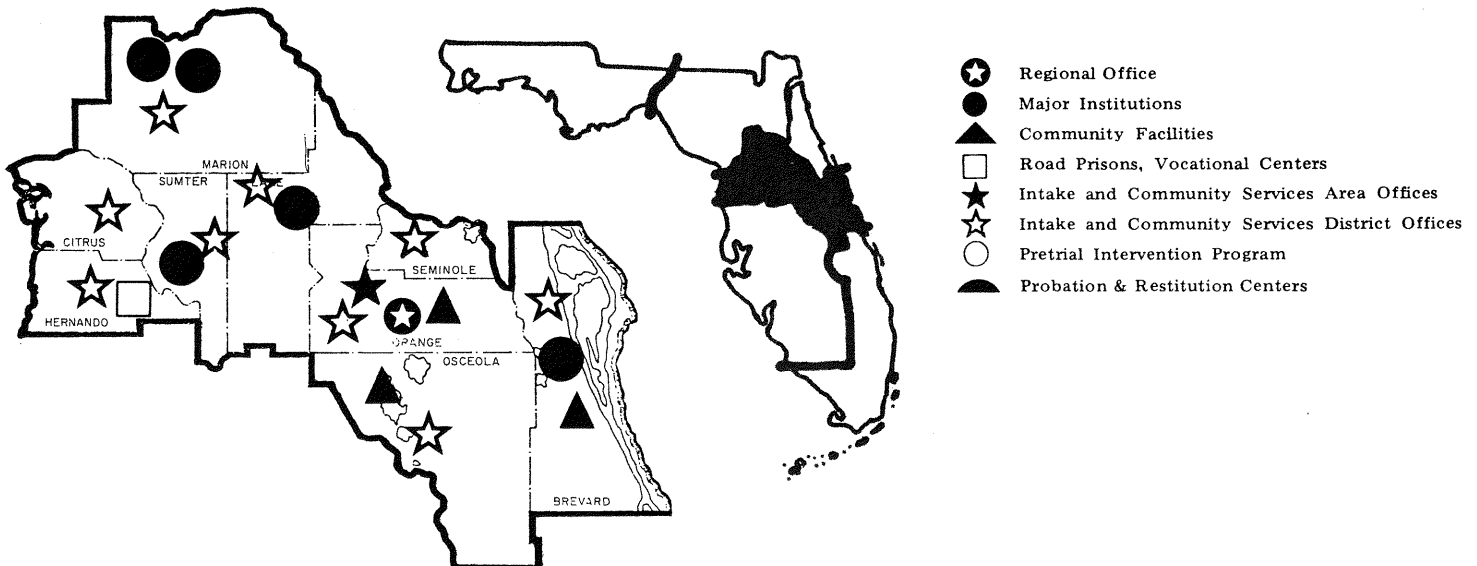 MARION
SUMTER
CITRUS
HERNANDO
SEMINOLE
ORANGE
OSCEOLA
BREVARD
Regional Office
Major Institutions
Community Facilities
Road Prisons, Vocational Centers
Intake and Community Services Area Offices
Intake and Community Services District Offices
Pretrial Intervention Program
Probation & Restitution Centers